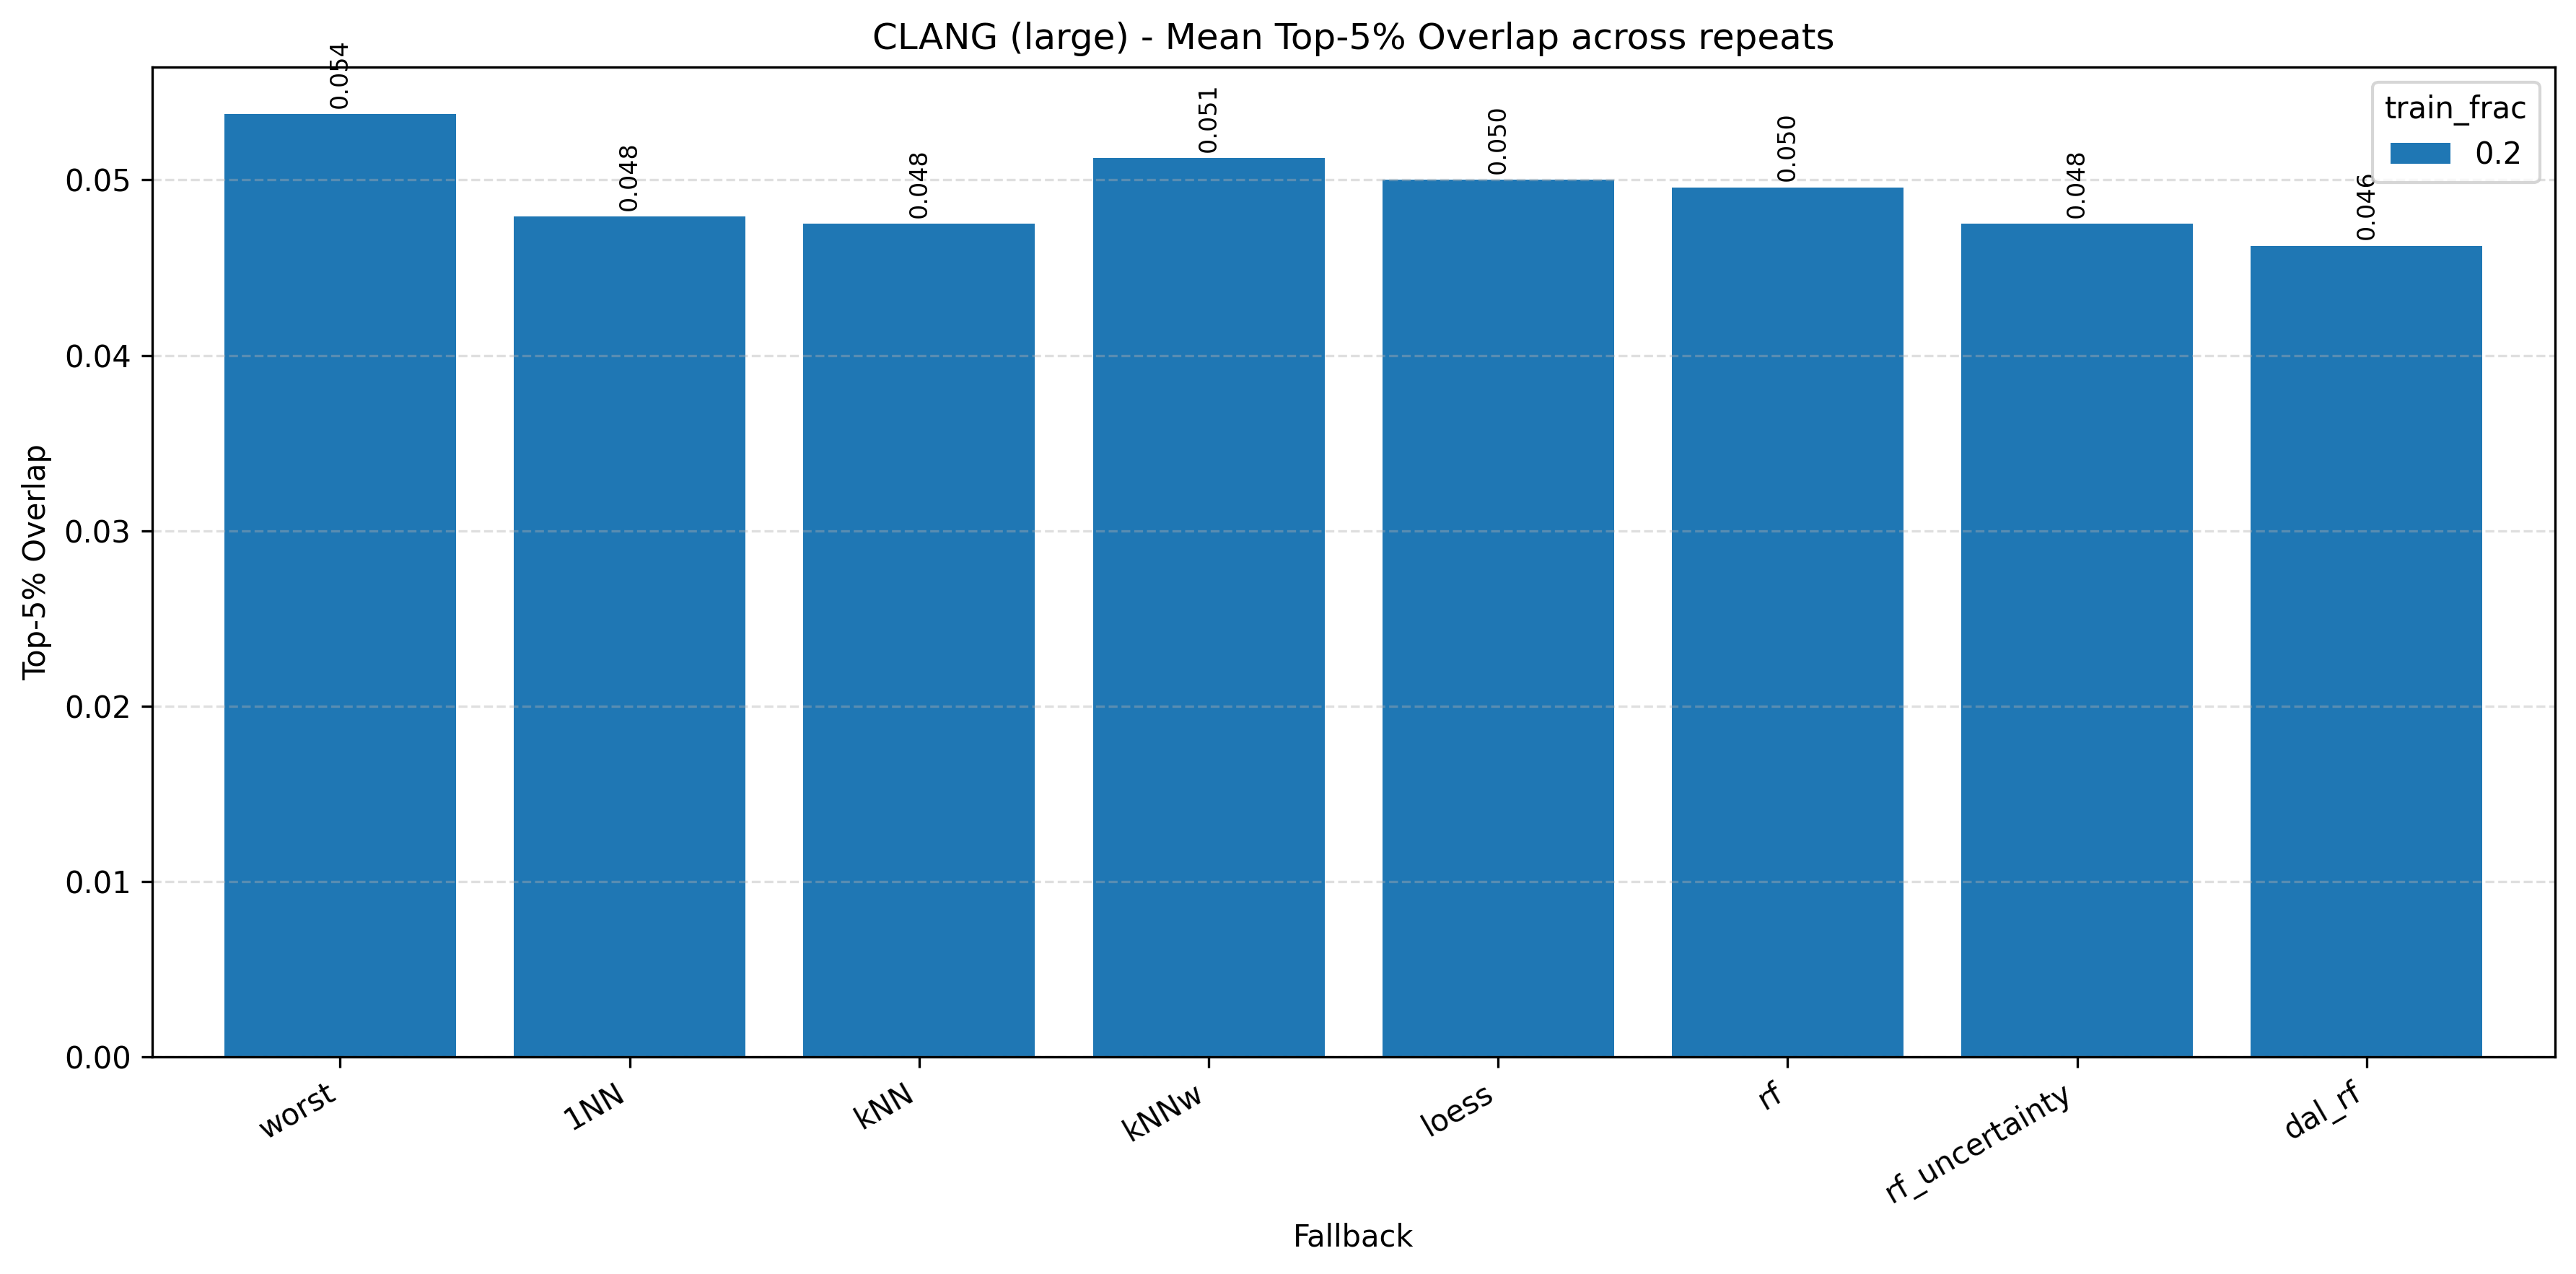 CLANG (large) - Mean Top-5% Overlap across repeats
train_frac
0.2
0.054
0.048
0.048
0.051
0.050
0.050
0.048
0.046
Top-5% Overlap
0.05
0.04
0.03
0.02
0.01
0.00
worst
1NN
kNN
kNNw
loess
rf
rf_uncertainty
dal_rf
Fallback